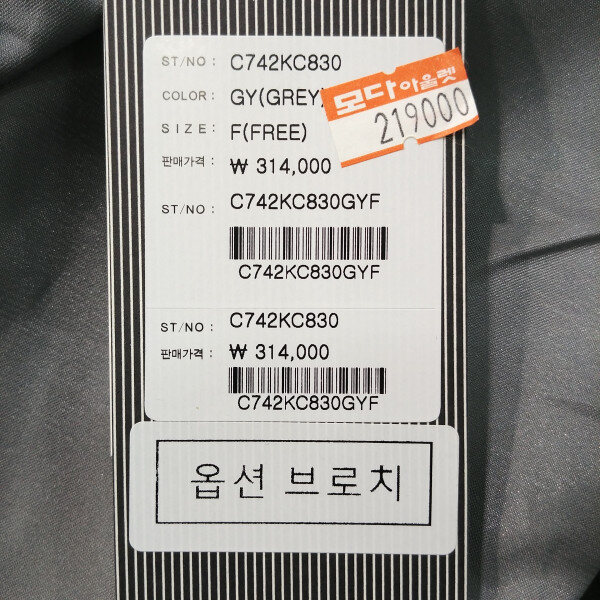 ST/NO : C742KC830
COLOR : GY(GREY)
모다아울렛
219000
SIZE : F(FREE)
판매가격 : ₩ 314,000
ST/NO : C742KC830GYF
C742KC830GYF
ST/NO : C742KC830
판매가격 : ₩ 314,000
C742KC830GYF
옵션 브로치